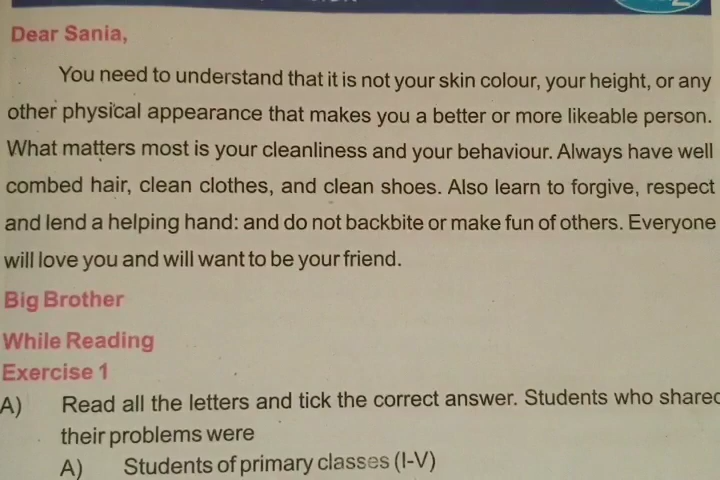 Dear Sania,
You need to understand that it is not your skin colour, your height, or any
other physical appearance that makes you a better or more likeable person.
What matters most is your cleanliness and your behaviour. Always have well
combed hair, clean clothes, and clean shoes. Also learn to forgive, respect
and lend a helping hand: and do not backbite or make fun of others. Everyone
will love you and will want to be your friend.
Big Brother
While Reading
Exercise 1
A) Read all the letters and tick the correct answer. Students who shared
their problems were
A) Students of primary classes (I-V)